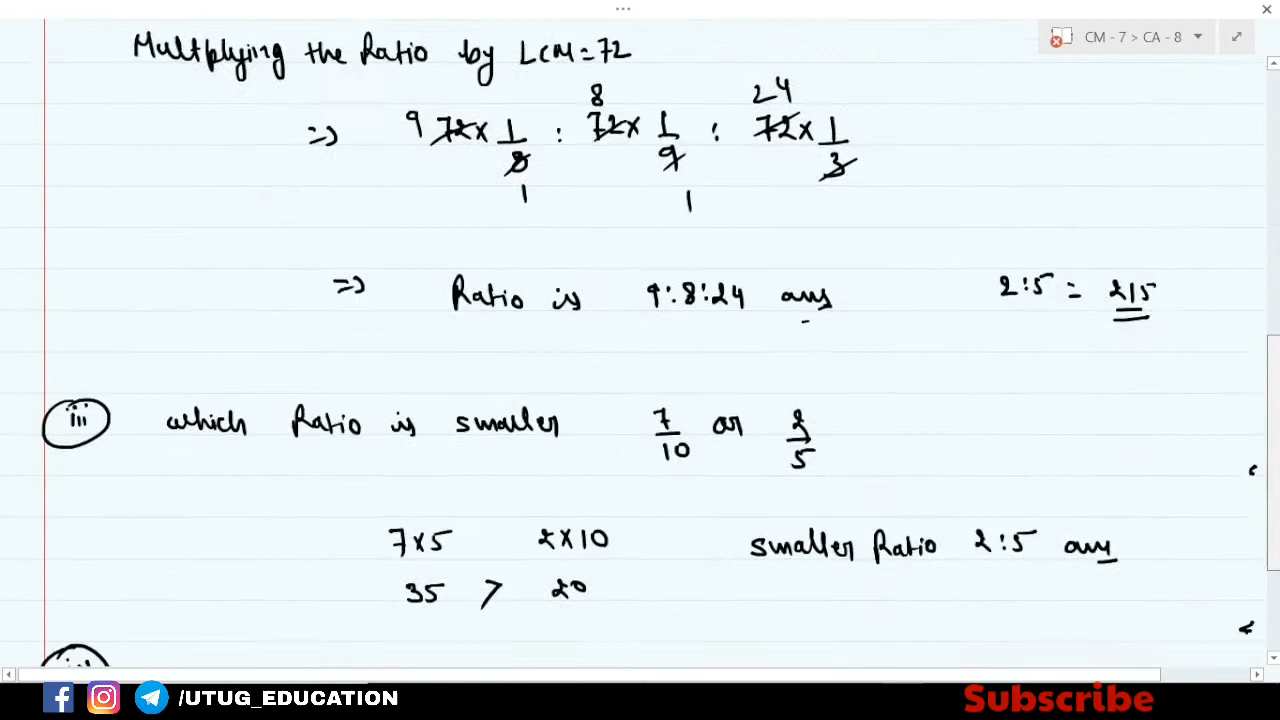 ...
CM - 7 > CA - 8
Multplying the Ratio by LCM=72
=> 9 72x 1/8 1 : 8 72x 1/9 1 : 24 72x 1/3
=> Ratio is 9:8:24 ans 2:5 = 2/5
iii which Ratio is smaller 7/10 or 2/5
7x5 2x10 smaller Ratio 2:5 ans
35 > 20
/UTUG_EDUCATION Subscribe